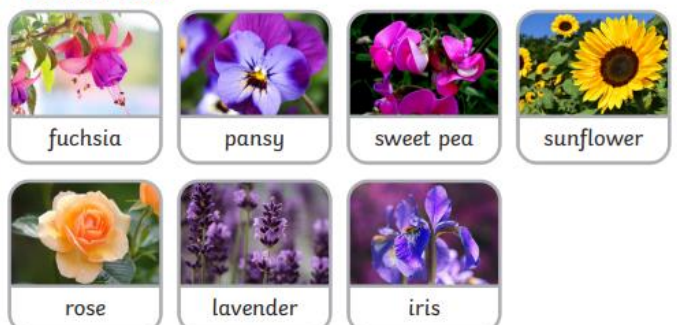 fuchsia
pansy
sweet pea
sunflower
rose
lavender
iris